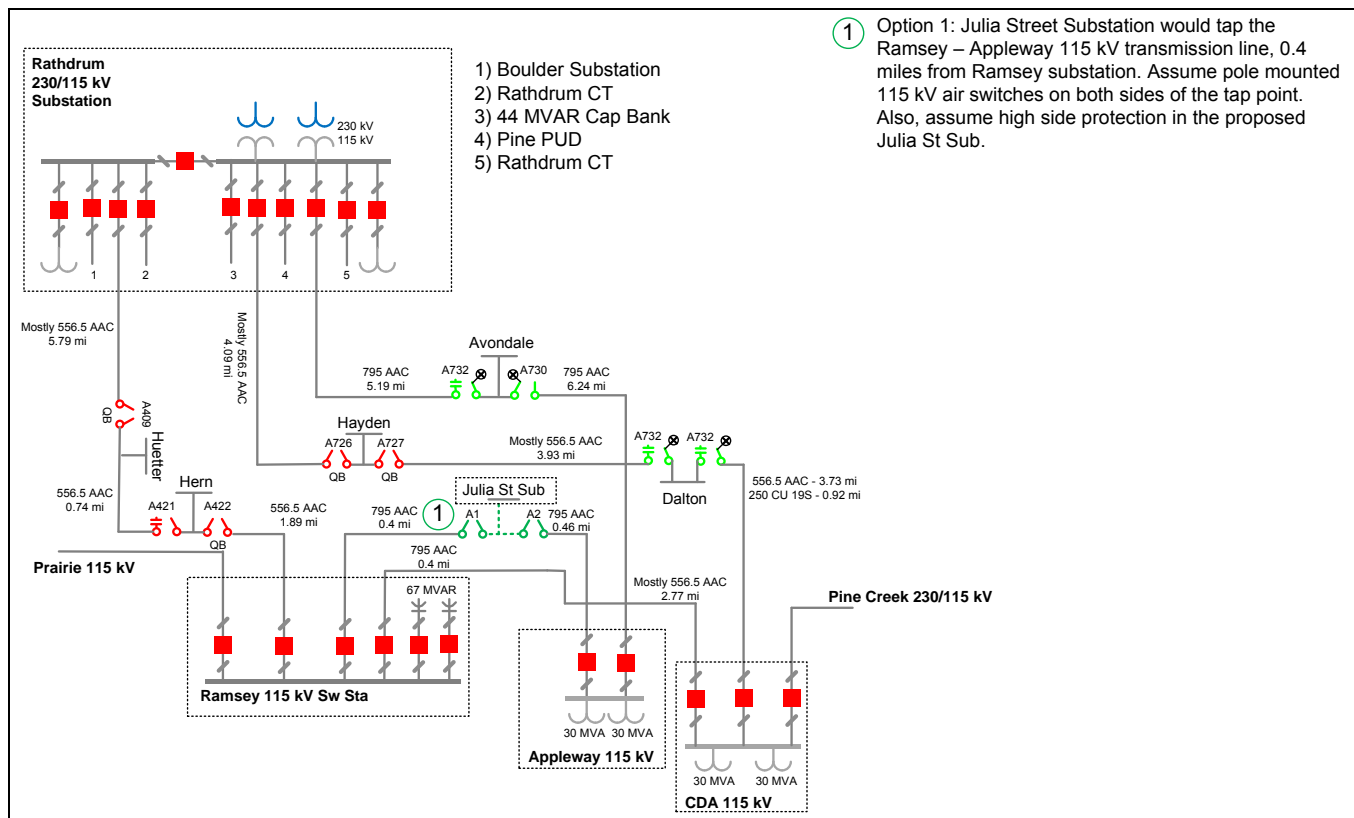 Rathdrum
230/115 kV
Substation
1) Boulder Substation
2) Rathdrum CT
3) 44 MVAR Cap Bank
4) Pine PUD
5) Rathdrum CT
1
Option 1: Julia Street Substation would tap the
Ramsey – Appleway 115 kV transmission line, 0.4
miles from Ramsey substation. Assume pole mounted
115 kV air switches on both sides of the tap point.
Also, assume high side protection in the proposed
Julia St Sub.
230 kV
115 kV
1
2
3
4
5
Mostly 556.5 AAC
5.79 mi
Mostly 556.5 AAC
4.09 mi
Avondale
795 AAC
5.19 mi
A732
A730
795 AAC
6.24 mi
A409
QB
Huetter
Hayden
A726
A727
QB
QB
Mostly 556.5 AAC
3.93 mi
A732
A732
Dalton
556.5 AAC - 3.73 mi
250 CU 19S - 0.92 mi
556.5 AAC
0.74 mi
Hern
A421
A422
QB
556.5 AAC
1.89 mi
795 AAC
0.4 mi
1
Julia St Sub
A1
A2
795 AAC
0.46 mi
795 AAC
0.4 mi
Prairie 115 kV
67 MVAR
Mostly 556.5 AAC
2.77 mi
Pine Creek 230/115 kV
Ramsey 115 kV Sw Sta
30 MVA
30 MVA
Appleway 115 kV
30 MVA
30 MVA
CDA 115 kV